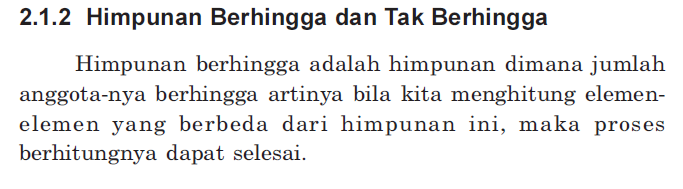 2.1.2 Himpunan Berhingga dan Tak Berhingga
Himpunan berhingga adalah himpunan dimana jumlah
anggota-nya berhingga artinya bila kita menghitung elemen-
elemen yang berbeda dari himpunan ini, maka proses
berhitungnya dapat selesai.